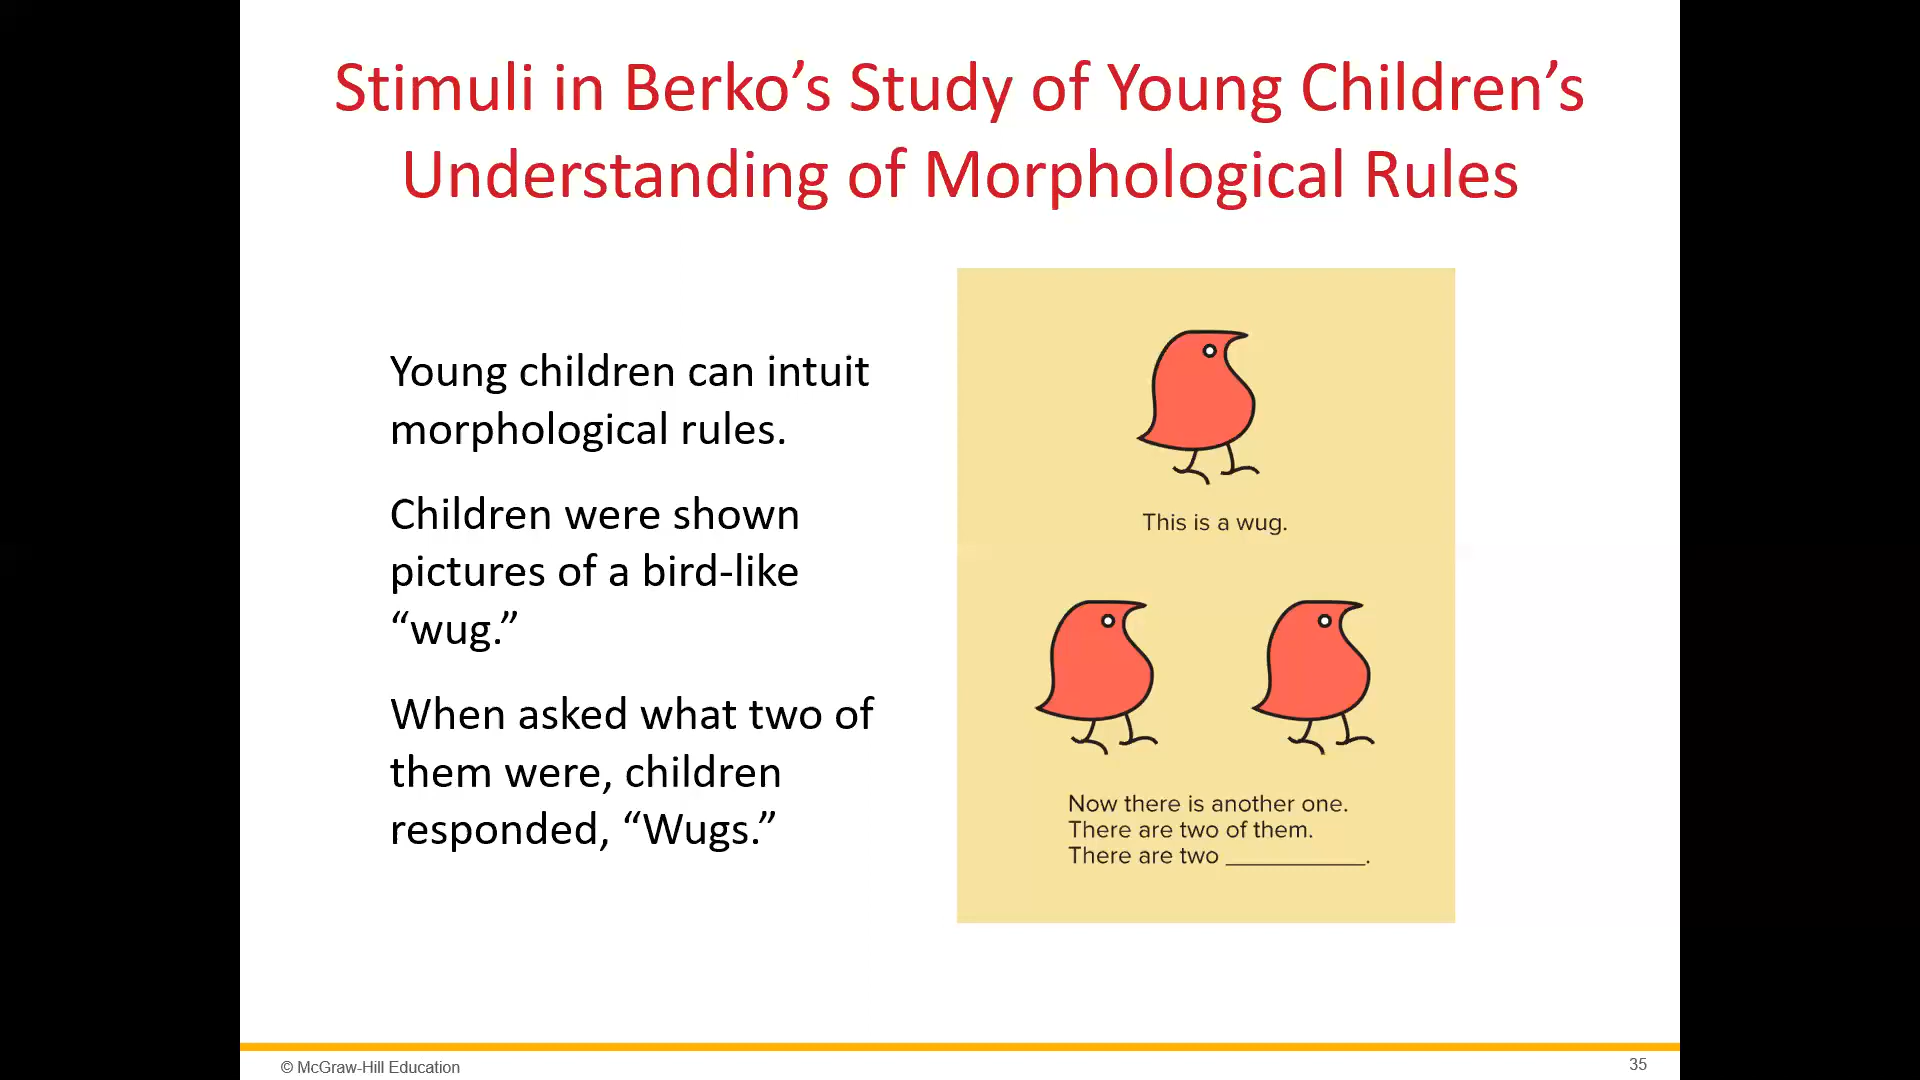 Stimuli in Berko’s Study of Young Children’s
Understanding of Morphological Rules
Young children can intuit
morphological rules.
Children were shown
pictures of a bird-like
“wug.”
When asked what two of
them were, children
responded, “Wugs.”
This is a wug.
Now there is another one.
There are two of them.
There are two ___________.
© McGraw-Hill Education
35